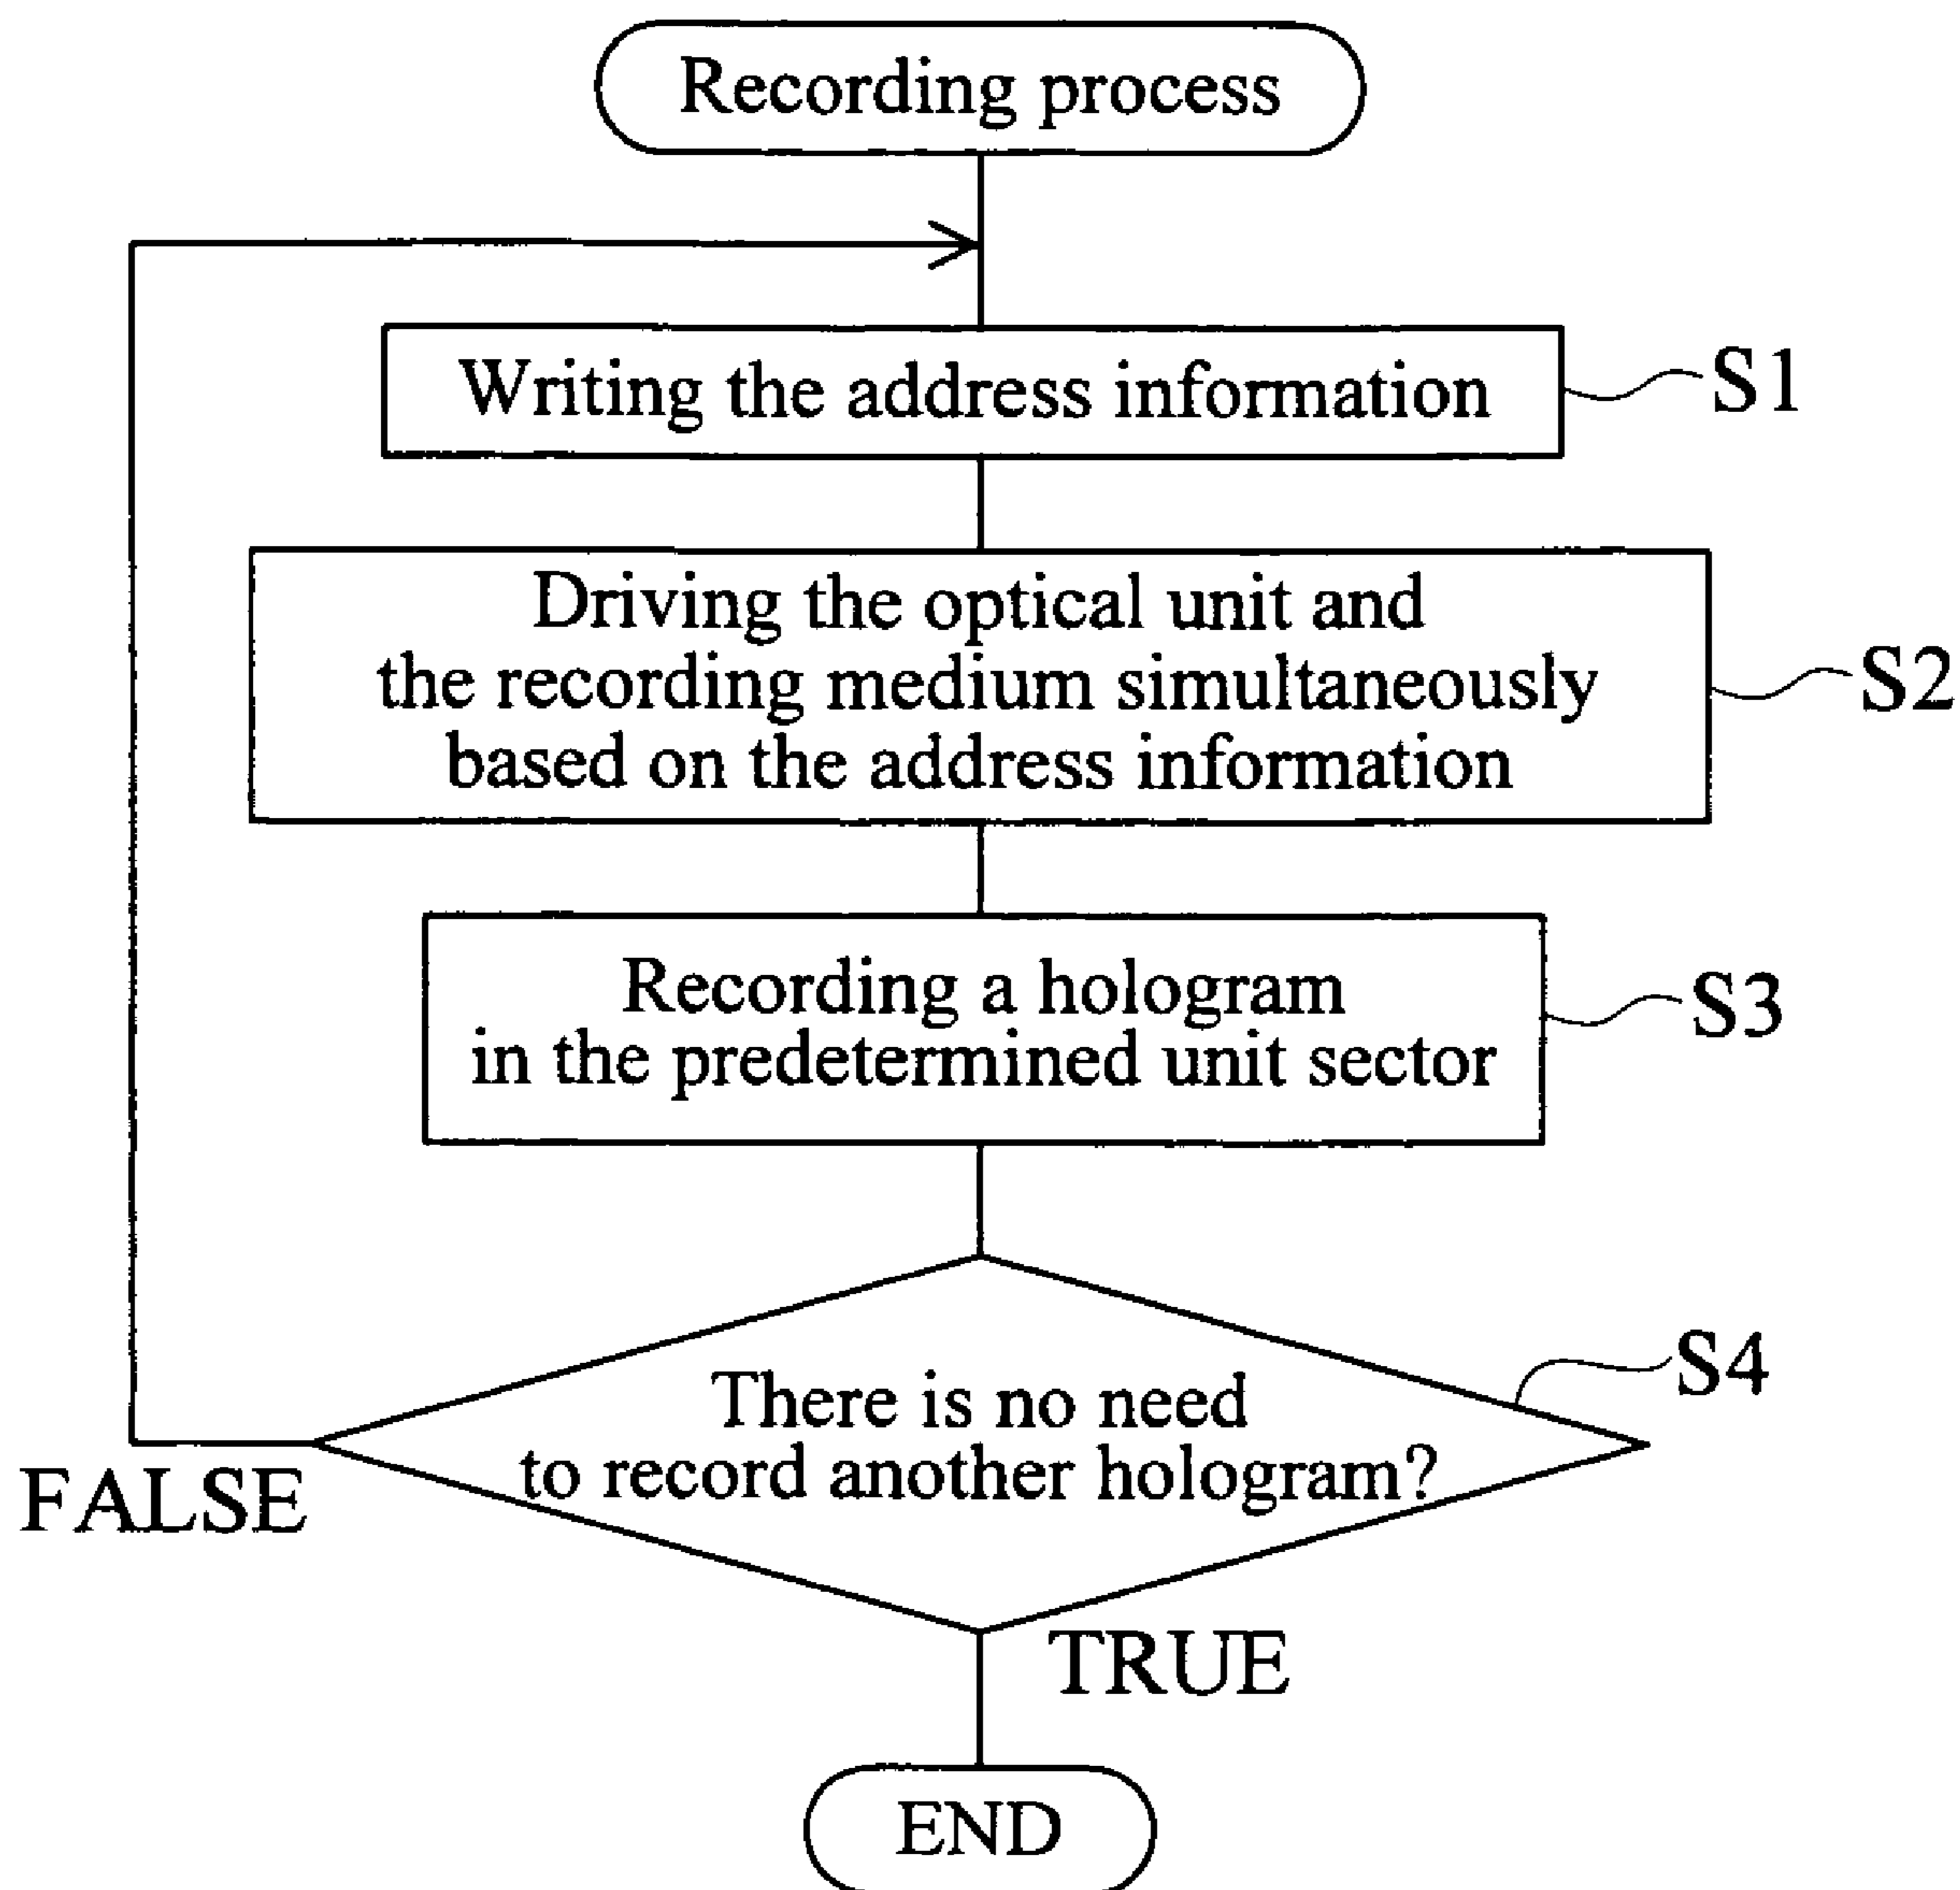 Recording process
Writing the address information
S1
Driving the optical unit and
the recording medium simultaneously
based on the address information
S2
Recording a hologram
in the predetermined unit sector
S3
There is no need
to record another hologram?
S4
FALSE
TRUE
END